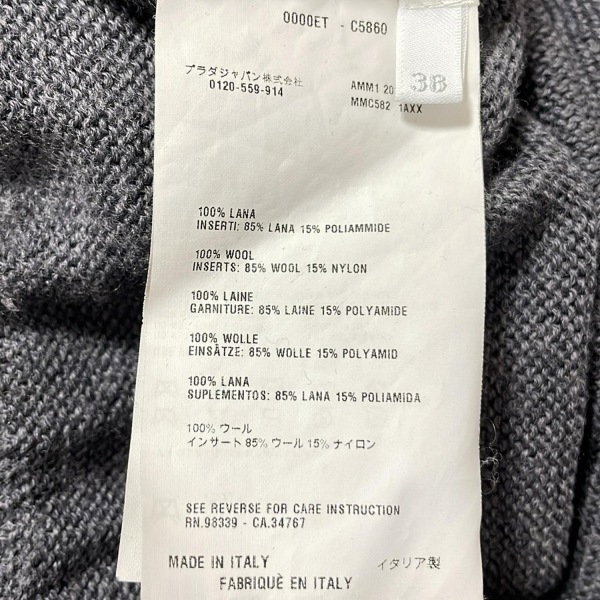 0000ET - C5860
38
プラダジャパン株式会社
0120-559-914
AMM1 20
MMC582 1AXX
100% LANA
INSERTI: 85% LANA 15% POLIAMMIDE
100% WOOL
INSERTS: 85% WOOL 15% NYLON
100% LAINE
GARNITURE: 85% LAINE 15% POLYAMIDE
100% WOLLE
EINSÄTZE: 85% WOLLE 15% POLYAMID
100% LANA
SUPLEMENTOS: 85% LANA 15% POLIAMIDA
100% ウール
インサート 85% ウール 15% ナイロン
SEE REVERSE FOR CARE INSTRUCTION
RN.98339 - CA.34767
MADE IN ITALY
イタリア製
FABRIQUÈ EN ITALY